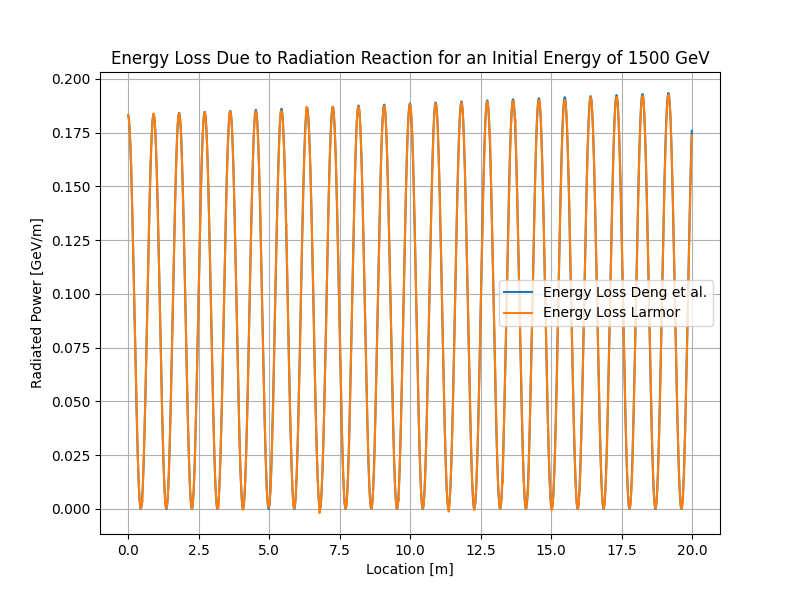 Energy Loss Due to Radiation Reaction for an Initial Energy of 1500 GeV
0.200
0.175
0.150
0.125
0.100
0.075
0.050
0.025
0.000
Radiated Power [GeV/m]
Energy Loss Deng et al.
Energy Loss Larmor
0.0 2.5 5.0 7.5 10.0 12.5 15.0 17.5 20.0
Location [m]